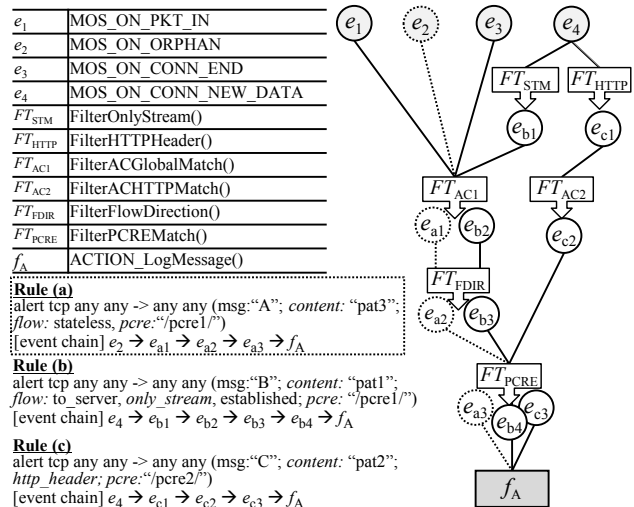 e1 MOS_ON_PKT_IN
e2 MOS_ON_ORPHAN
e3 MOS_ON_CONN_END
e4 MOS_ON_CONN_NEW_DATA
FTSTM FilterOnlyStream()
FTHTTP FilterHTTPHeader()
FTAC1 FilterACGlobalMatch()
FTAC2 FilterACHTTPMatch()
FTFDIR FilterFlowDirection()
FTPCRE FilterPCREMatch()
fA ACTION_LogMessage()
Rule (a)
alert tcp any any -> any any (msg:“A”; content: “pat3”;
flow: stateless, pcre:“/pcre1/”)
[event chain] e2 → ea1 → ea2 → ea3 → fA
Rule (b)
alert tcp any any -> any any (msg:“B”; content: “pat1”;
flow: to_server, only_stream, established; pcre: “/pcre1/”)
[event chain] e4 → eb1 → eb2 → eb3 → eb4 → fA
Rule (c)
alert tcp any any -> any any (msg:“C”; content: “pat2”;
http_header; pcre:“/pcre2/”)
[event chain] e4 → ec1 → ec2 → ec3 → fA
e1 e2 e3 e4
FTSTM FTHTTP
eb1 ec1
FTAC1 FTAC2
ea1 eb2 ec2
FTFDIR
ea2 eb3
FTPCRE
ea3 eb4 ec3
fA